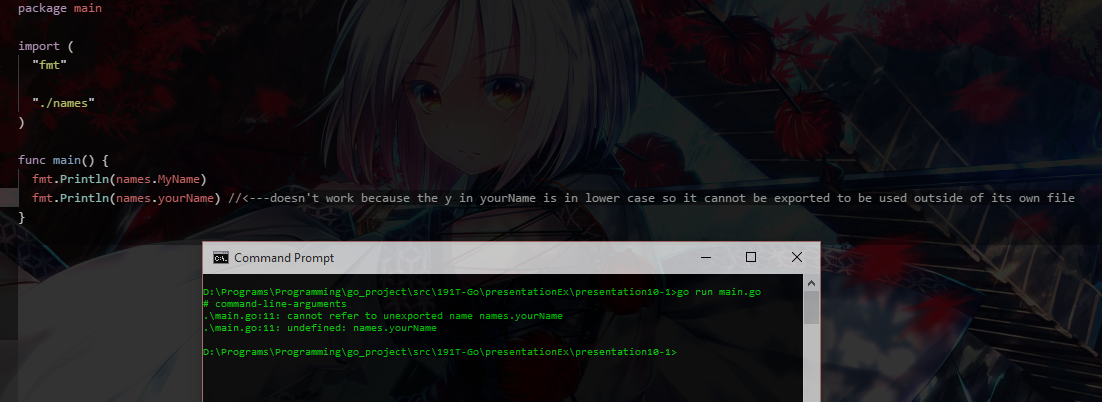 package main
import (
"fmt"
"./names"
)
func main() {
fmt.Println(names.MyName)
fmt.Println(names.yourName) //<---doesn't work because the y in yourName is in lower case so it cannot be exported to be used outside of its own file
}
C:\.
Command Prompt
D:\Programs\Programming\go_project\src\191T-Go\presentationEx\presentation10-1>go run main.go
# command-line-arguments
.\main.go:11: cannot refer to unexported name names.yourName
.\main.go:11: undefined: names.yourName
D:\Programs\Programming\go_project\src\191T-Go\presentationEx\presentation10-1>